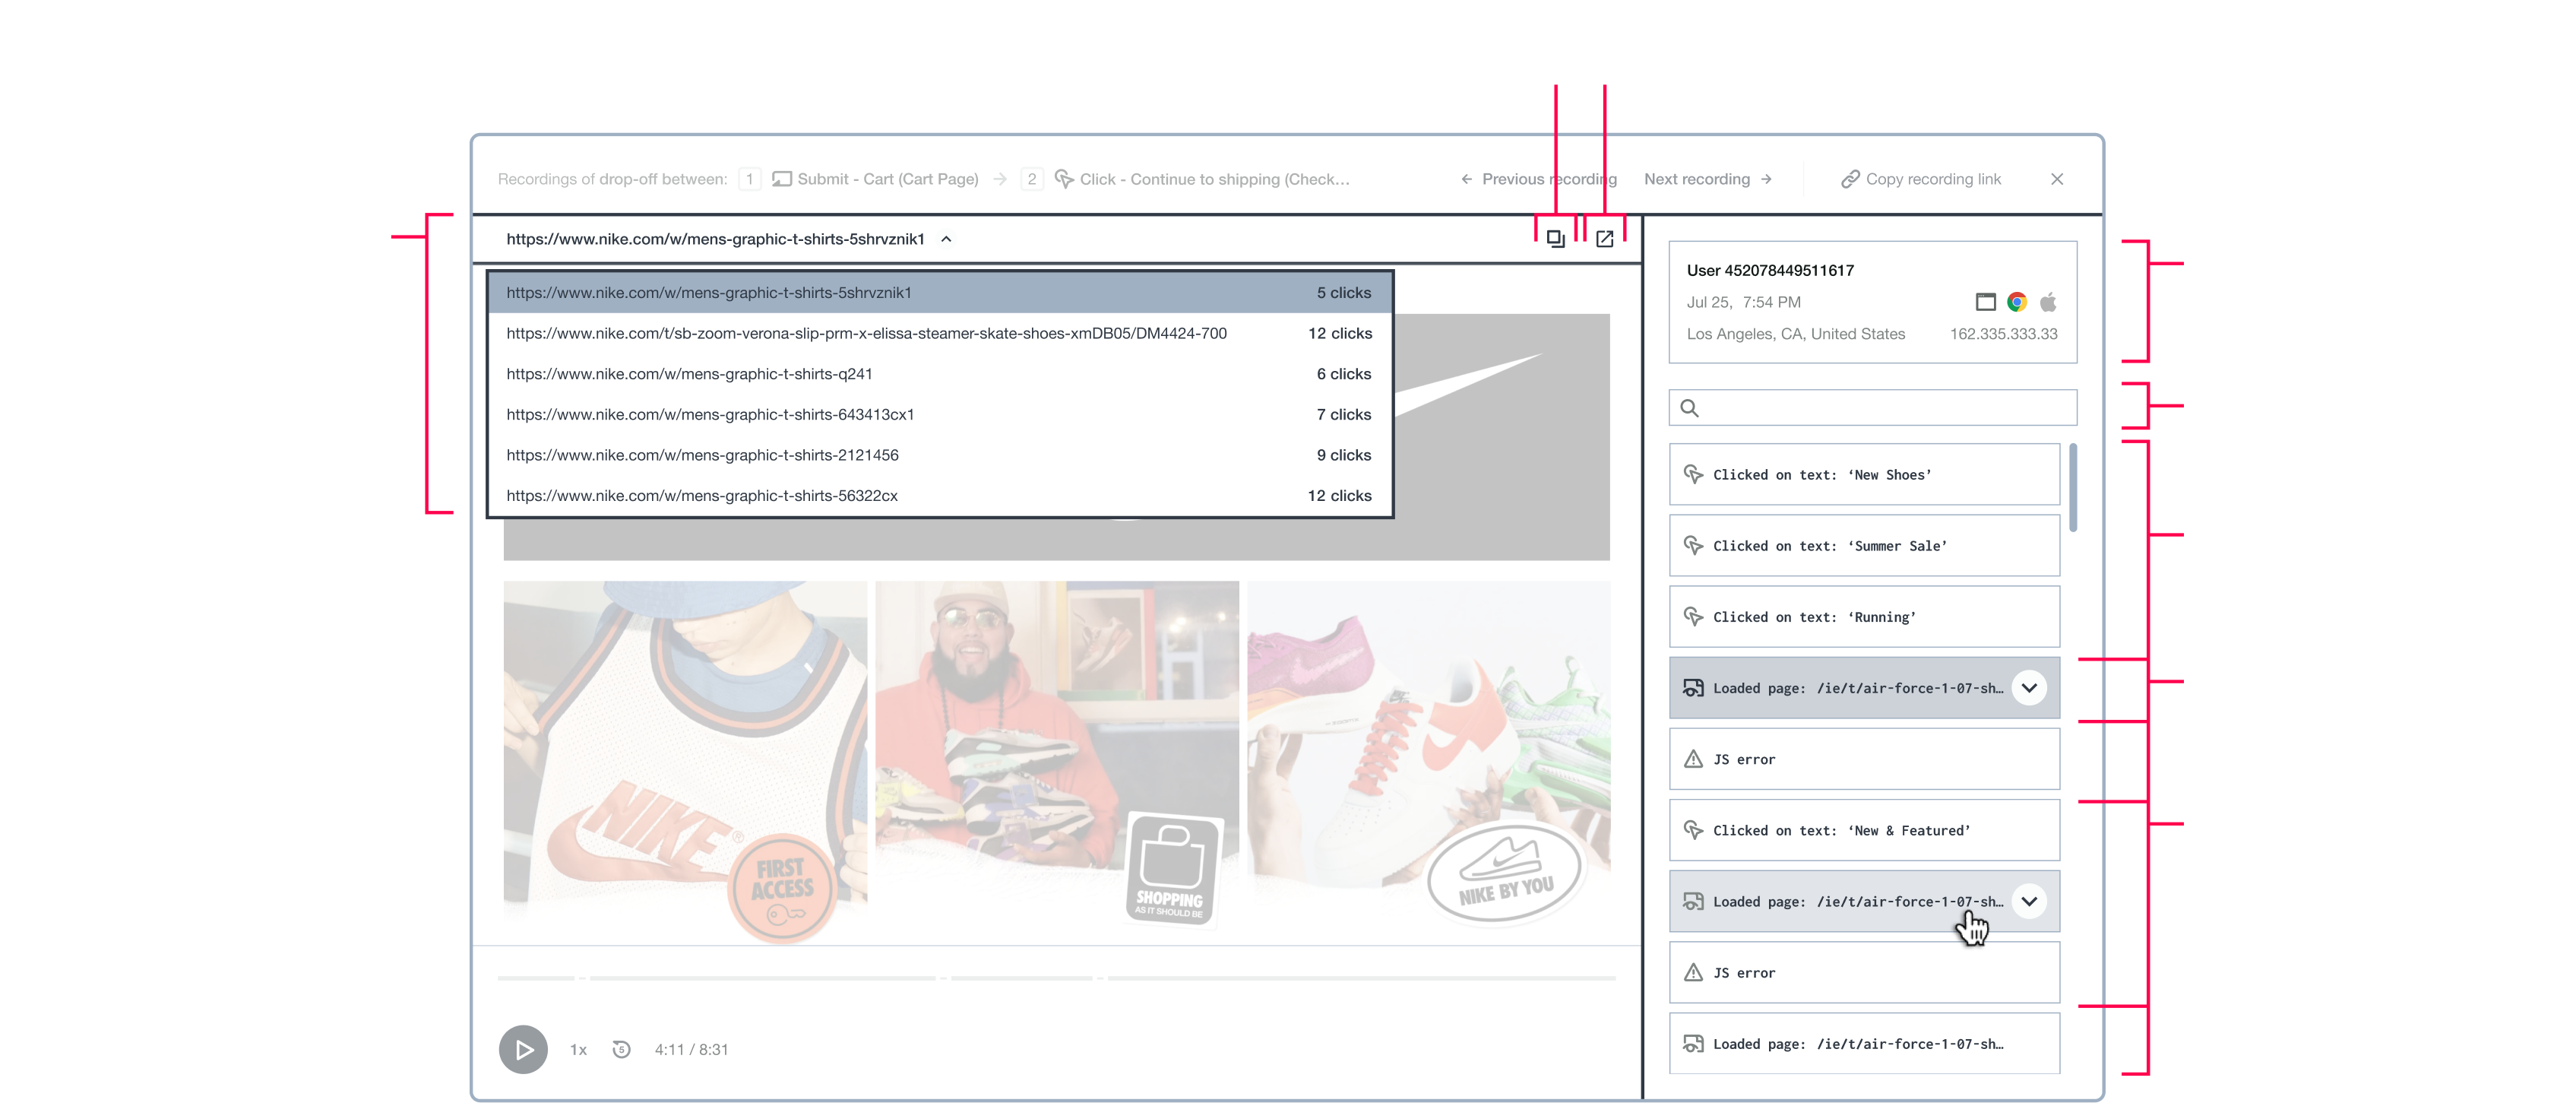 Recordings of drop-off between: 1 Submit - Cart (Cart Page) 2 Click - Continue to shipping (Check...
Previous recording Next recording Copy recording link
https://www.nike.com/w/mens-graphic-t-shirts-5shrvznik1
https://www.nike.com/w/mens-graphic-t-shirts-5shrvznik1 5 clicks
https://www.nike.com/t/sb-zoom-verona-slip-prm-x-elissa-steamer-skate-shoes-xmDB05/DM4424-700 12 clicks
https://www.nike.com/w/mens-graphic-t-shirts-q241 6 clicks
https://www.nike.com/w/mens-graphic-t-shirts-643413cx1 7 clicks
https://www.nike.com/w/mens-graphic-t-shirts-2121456 9 clicks
https://www.nike.com/w/mens-graphic-t-shirts-56322cx 12 clicks
NIKE®
FIRST
ACCESS
SHOPPING
AS IT SHOULD BE
NIKE BY YOU
1x 5 4:11 / 8:31
User 452078449511617
Jul 25, 7:54 PM
Los Angeles, CA, United States 162.335.333.33
Clicked on text: ‘New Shoes’
Clicked on text: ‘Summer Sale’
Clicked on text: ‘Running’
Loaded page: /ie/t/air-force-1-07-sh…
JS error
Clicked on text: ‘New & Featured’
Loaded page: /ie/t/air-force-1-07-sh…
JS error
Loaded page: /ie/t/air-force-1-07-sh…